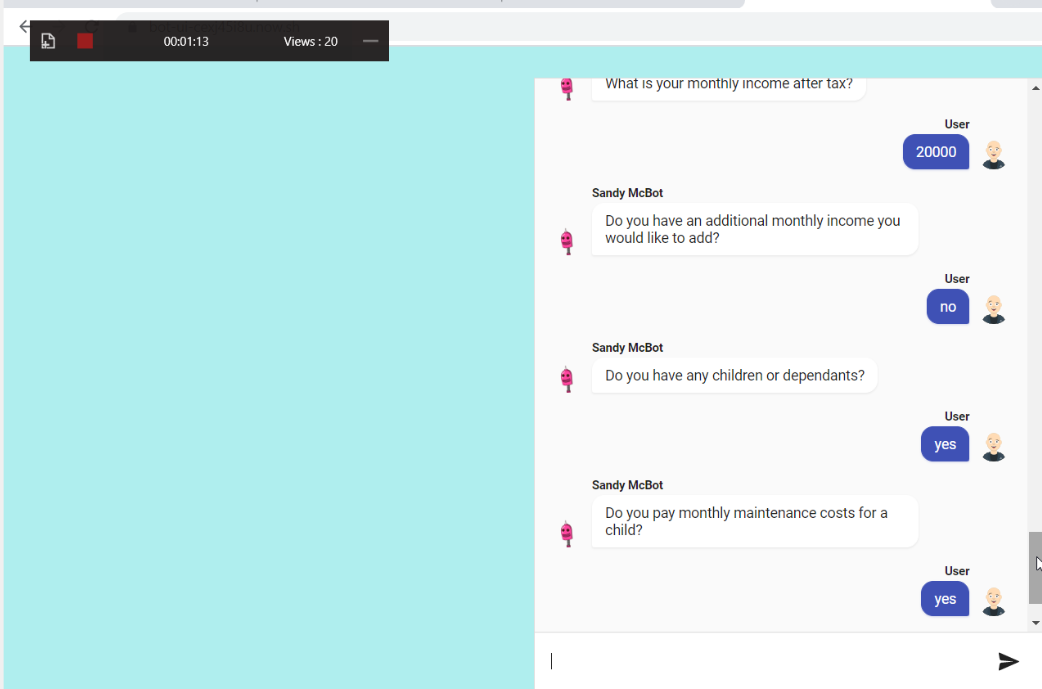 00:01:13 Views : 20
What is your monthly income after tax?
User
20000
Sandy McBot
Do you have an additional monthly income you
would like to add?
User
no
Sandy McBot
Do you have any children or dependants?
User
yes
Sandy McBot
Do you pay monthly maintenance costs for a
child?
User
yes